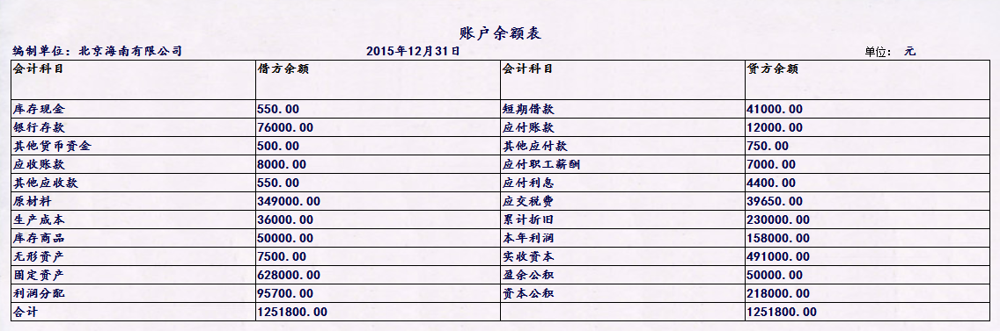 账户余额表
编制单位：北京海南有限公司 2015年12月31日 单位： 元
会计科目 借方余额 会计科目 贷方余额
库存现金 550.00 短期借款 41000.00
银行存款 76000.00 应付账款 12000.00
其他货币资金 500.00 其他应付款 750.00
应收账款 8000.00 应付职工薪酬 7000.00
其他应收款 550.00 应付利息 4400.00
原材料 349000.00 应交税费 39650.00
生产成本 36000.00 累计折旧 230000.00
库存商品 50000.00 本年利润 158000.00
无形资产 7500.00 实收资本 491000.00
固定资产 628000.00 盈余公积 50000.00
利润分配 95700.00 资本公积 218000.00
合计 1251800.00 1251800.00